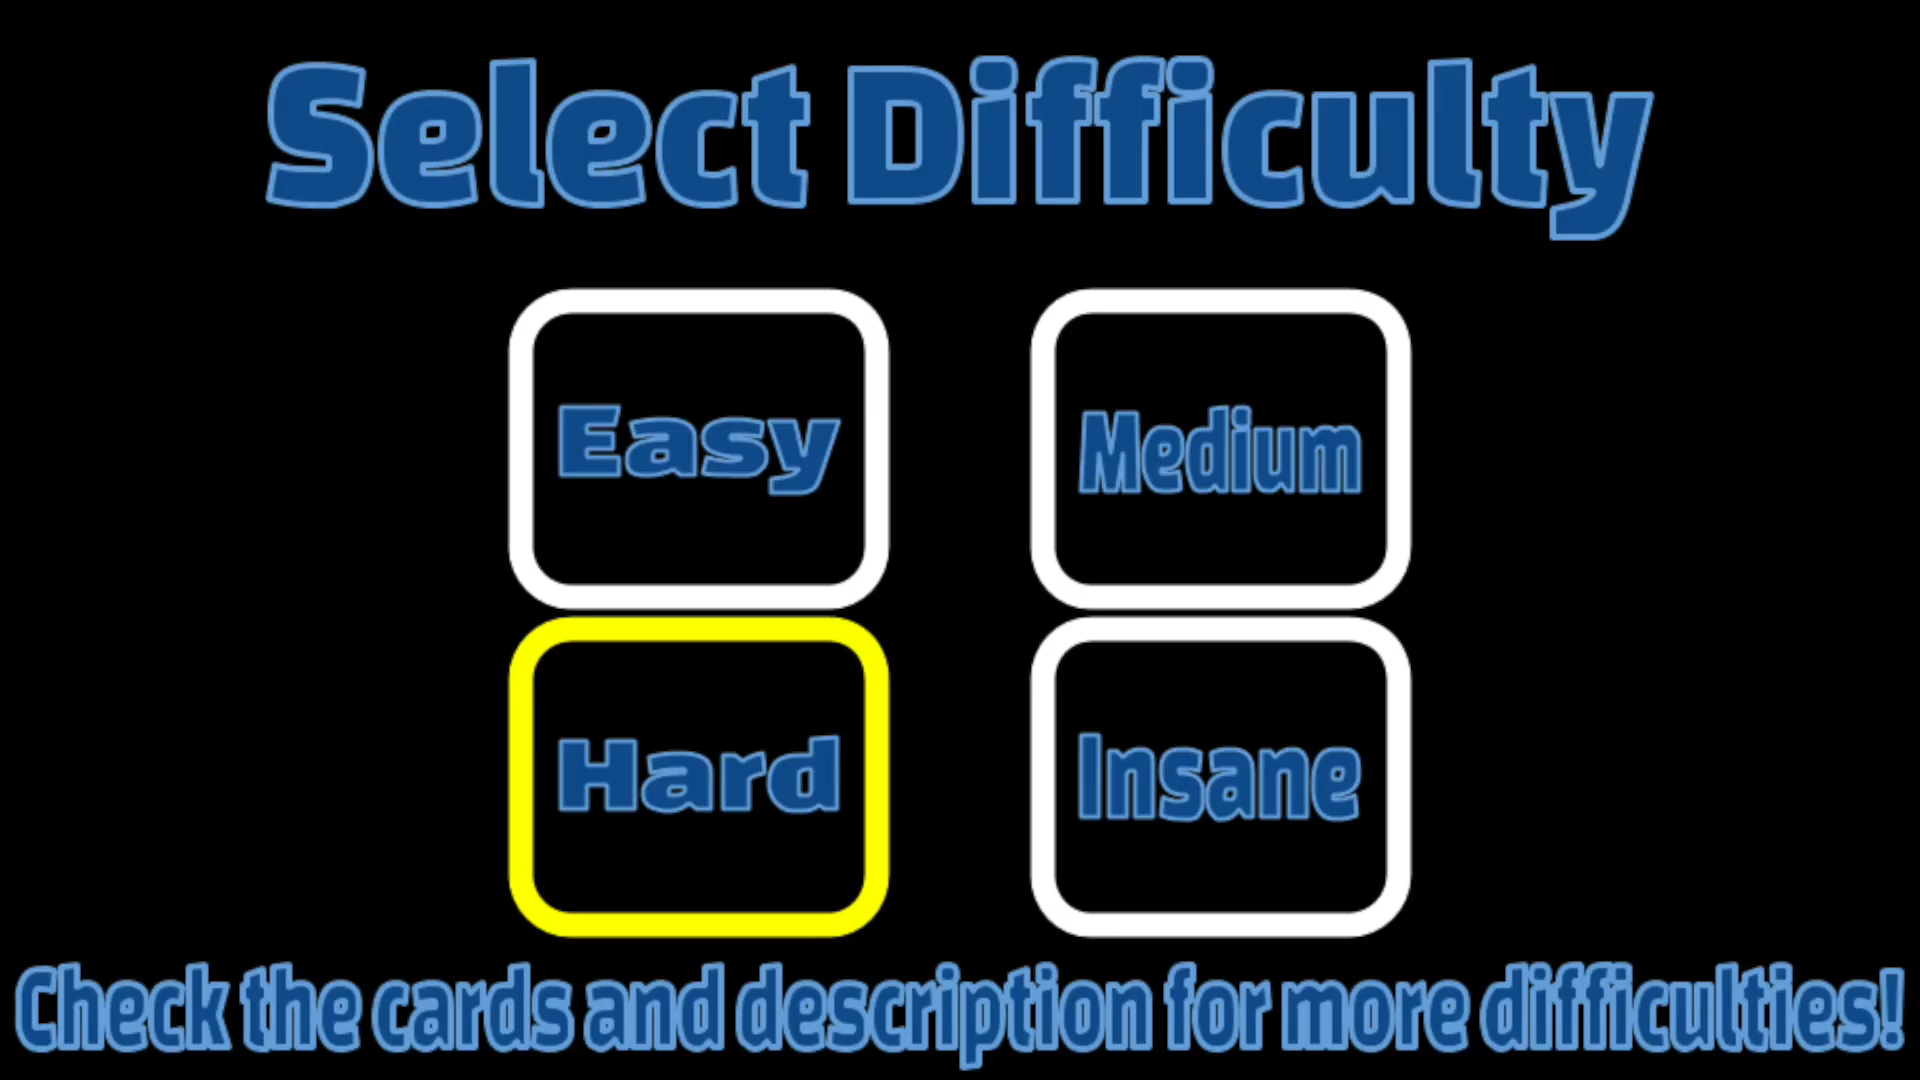 Select Difficulty
Easy
Medium
Hard
Insane
Check the cards and description for more difficulties!